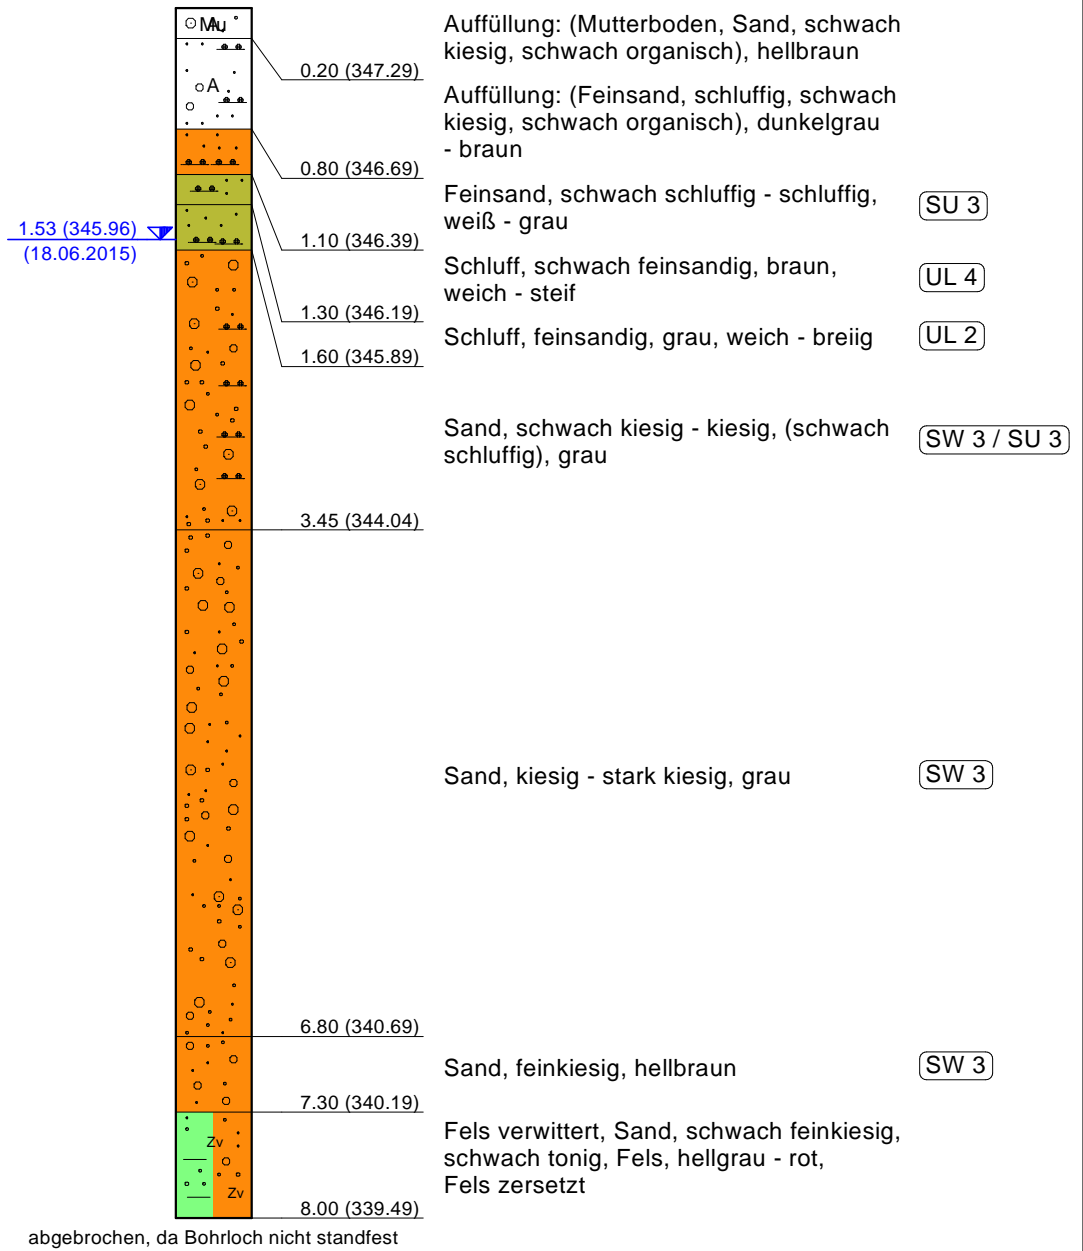 Mu
A
Auffüllung: (Mutterboden, Sand, schwach
kiesig, schwach organisch), hellbraun
0.20 (347.29)
A
Auffüllung: (Feinsand, schluffig, schwach
kiesig, schwach organisch), dunkelgrau
- braun
0.80 (346.69)
Feinsand, schwach schluffig - schluffig,
weiß - grau
SU 3
1.53 (345.96)
(18.06.2015)
1.10 (346.39)
Schluff, schwach feinsandig, braun,
weich - steif
UL 4
1.30 (346.19)
Schluff, feinsandig, grau, weich - breiig
UL 2
1.60 (345.89)
Sand, schwach kiesig - kiesig, (schwach
schluffig), grau
SW 3 / SU 3
3.45 (344.04)
Sand, kiesig - stark kiesig, grau
SW 3
6.80 (340.69)
Sand, feinkiesig, hellbraun
SW 3
7.30 (340.19)
Fels verwittert, Sand, schwach feinkiesig,
schwach tonig, Fels, hellgrau - rot,
Fels zersetzt
Zv
Zv
8.00 (339.49)
abgebrochen, da Bohrloch nicht standfest